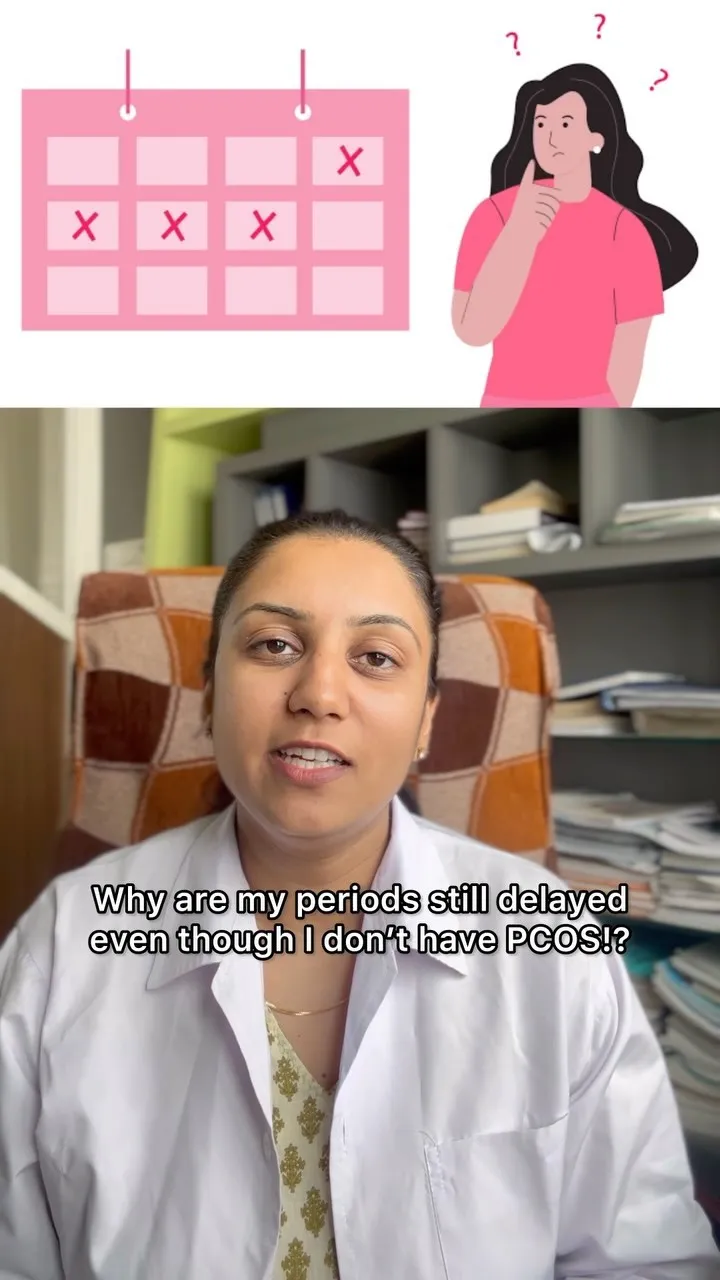 ? ? ?
X
X X X
Why are my periods still delayed
even though I don't have PCOS!?